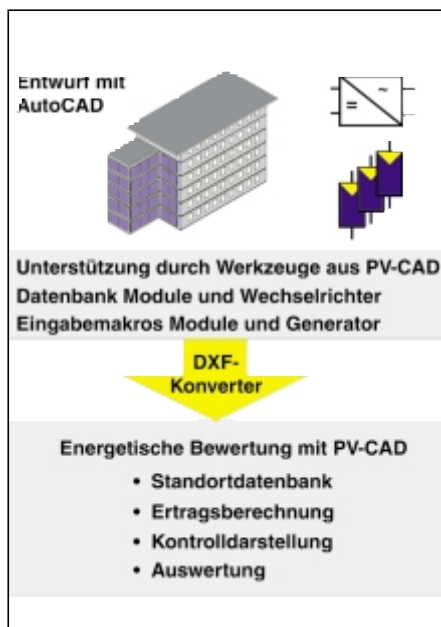 Entwurf mit
AutoCAD
= ~
Unterstützung durch Werkzeuge aus PV-CAD
Datenbank Module und Wechselrichter
Eingabemakros Module und Generator
DXF-
Konverter
Energetische Bewertung mit PV-CAD
• Standortdatenbank
• Ertragsberechnung
• Kontrolldarstellung
• Auswertung